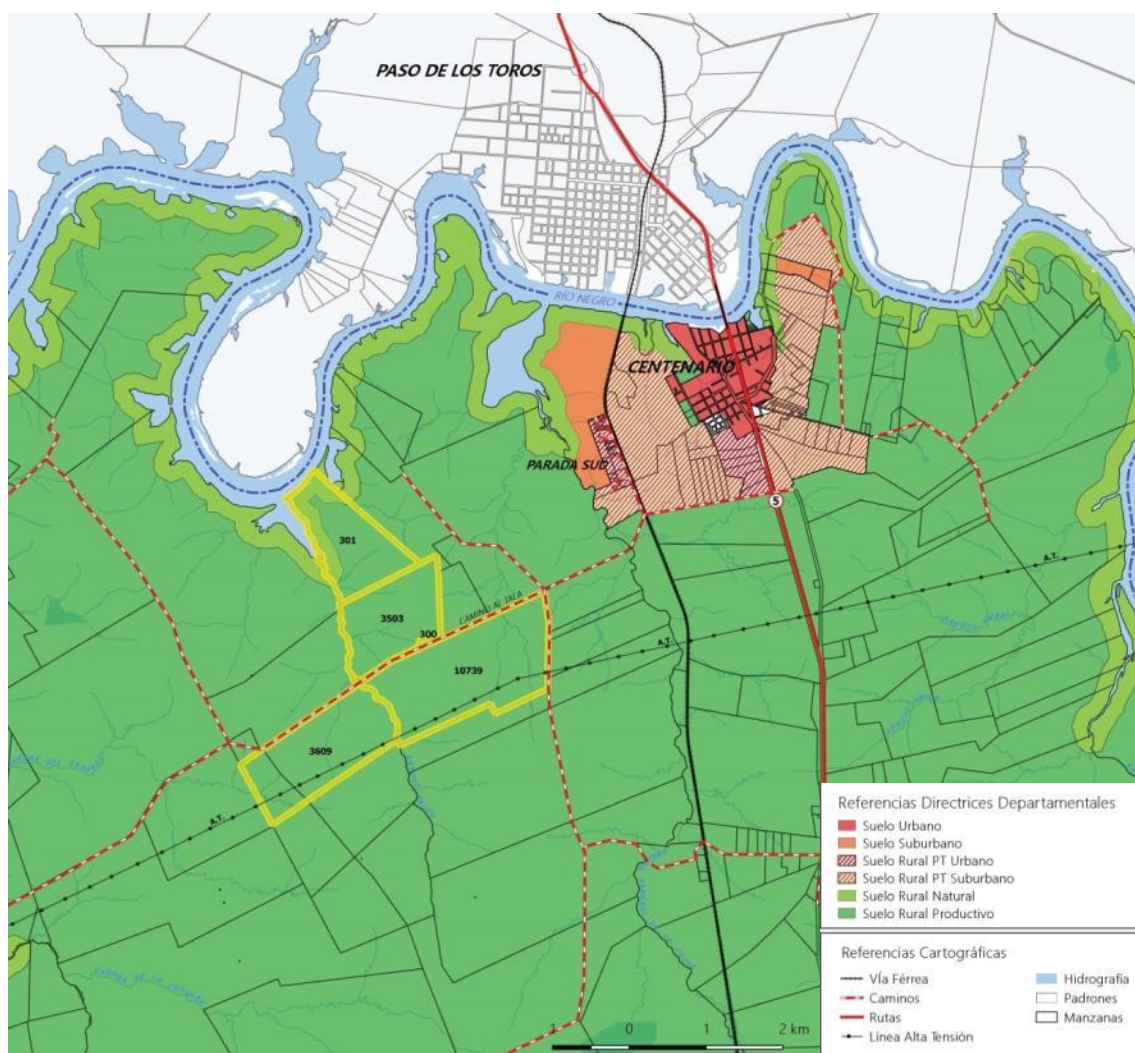 PASO DE LOS TOROS
RÍO NEGRO
CENTENARIO
PARADA SUD
5
301
A.T.
3503
CAMINO AL TALA
300
A.T.
10739
3609
A.T.
Referencias Directrices Departamentales
Suelo Urbano
Suelo Suburbano
Suelo Rural PT Urbano
Suelo Rural PT Suburbano
Suelo Rural Natural
Suelo Rural Productivo
Referencias Cartográficas
Vía Férrea
Caminos
Rutas
Línea Alta Tensión
Hidrografía
Padrones
Manzanas
1 0 1 2 km